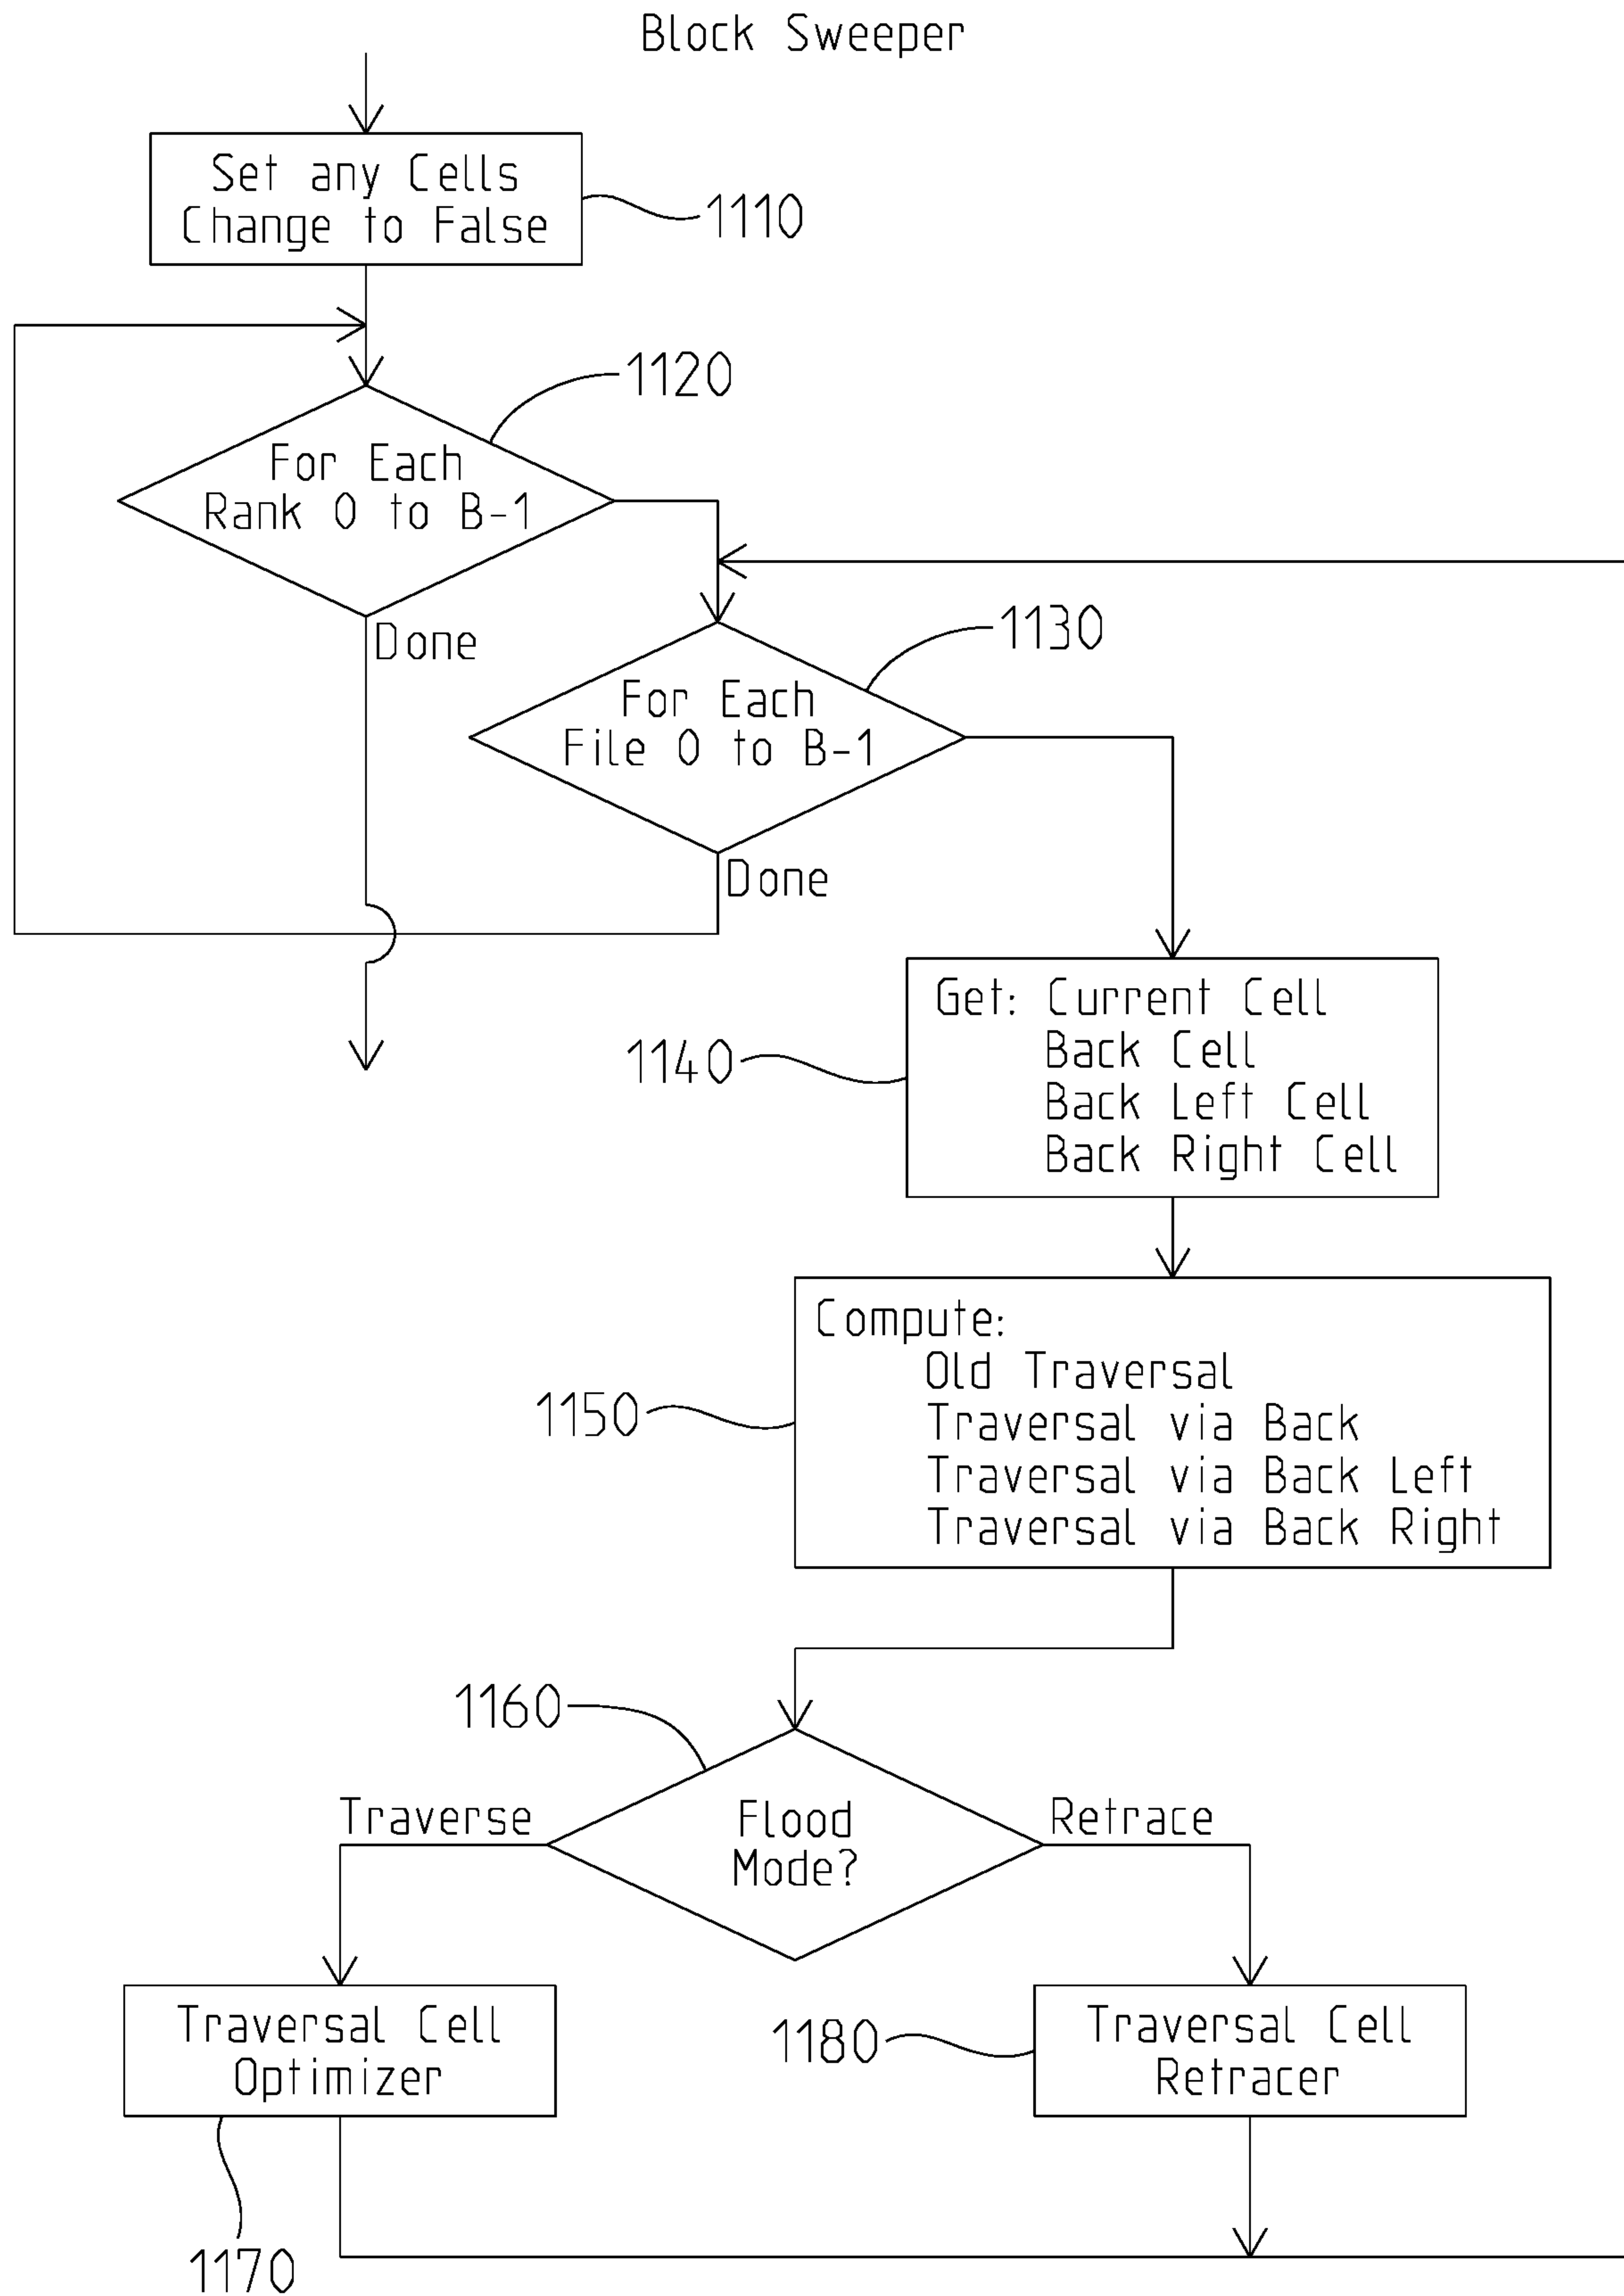 Block Sweeper
Set any Cells
Change to False
1110
1120
For Each
Rank 0 to B-1
Done
1130
For Each
File 0 to B-1
Done
Get: Current Cell
Back Cell
Back Left Cell
Back Right Cell
1140
Compute:
Old Traversal
Traversal via Back
Traversal via Back Left
Traversal via Back Right
1150
1160
Traverse
Flood
Mode?
Retrace
Traversal Cell
Optimizer
1180
Traversal Cell
Retracer
1170